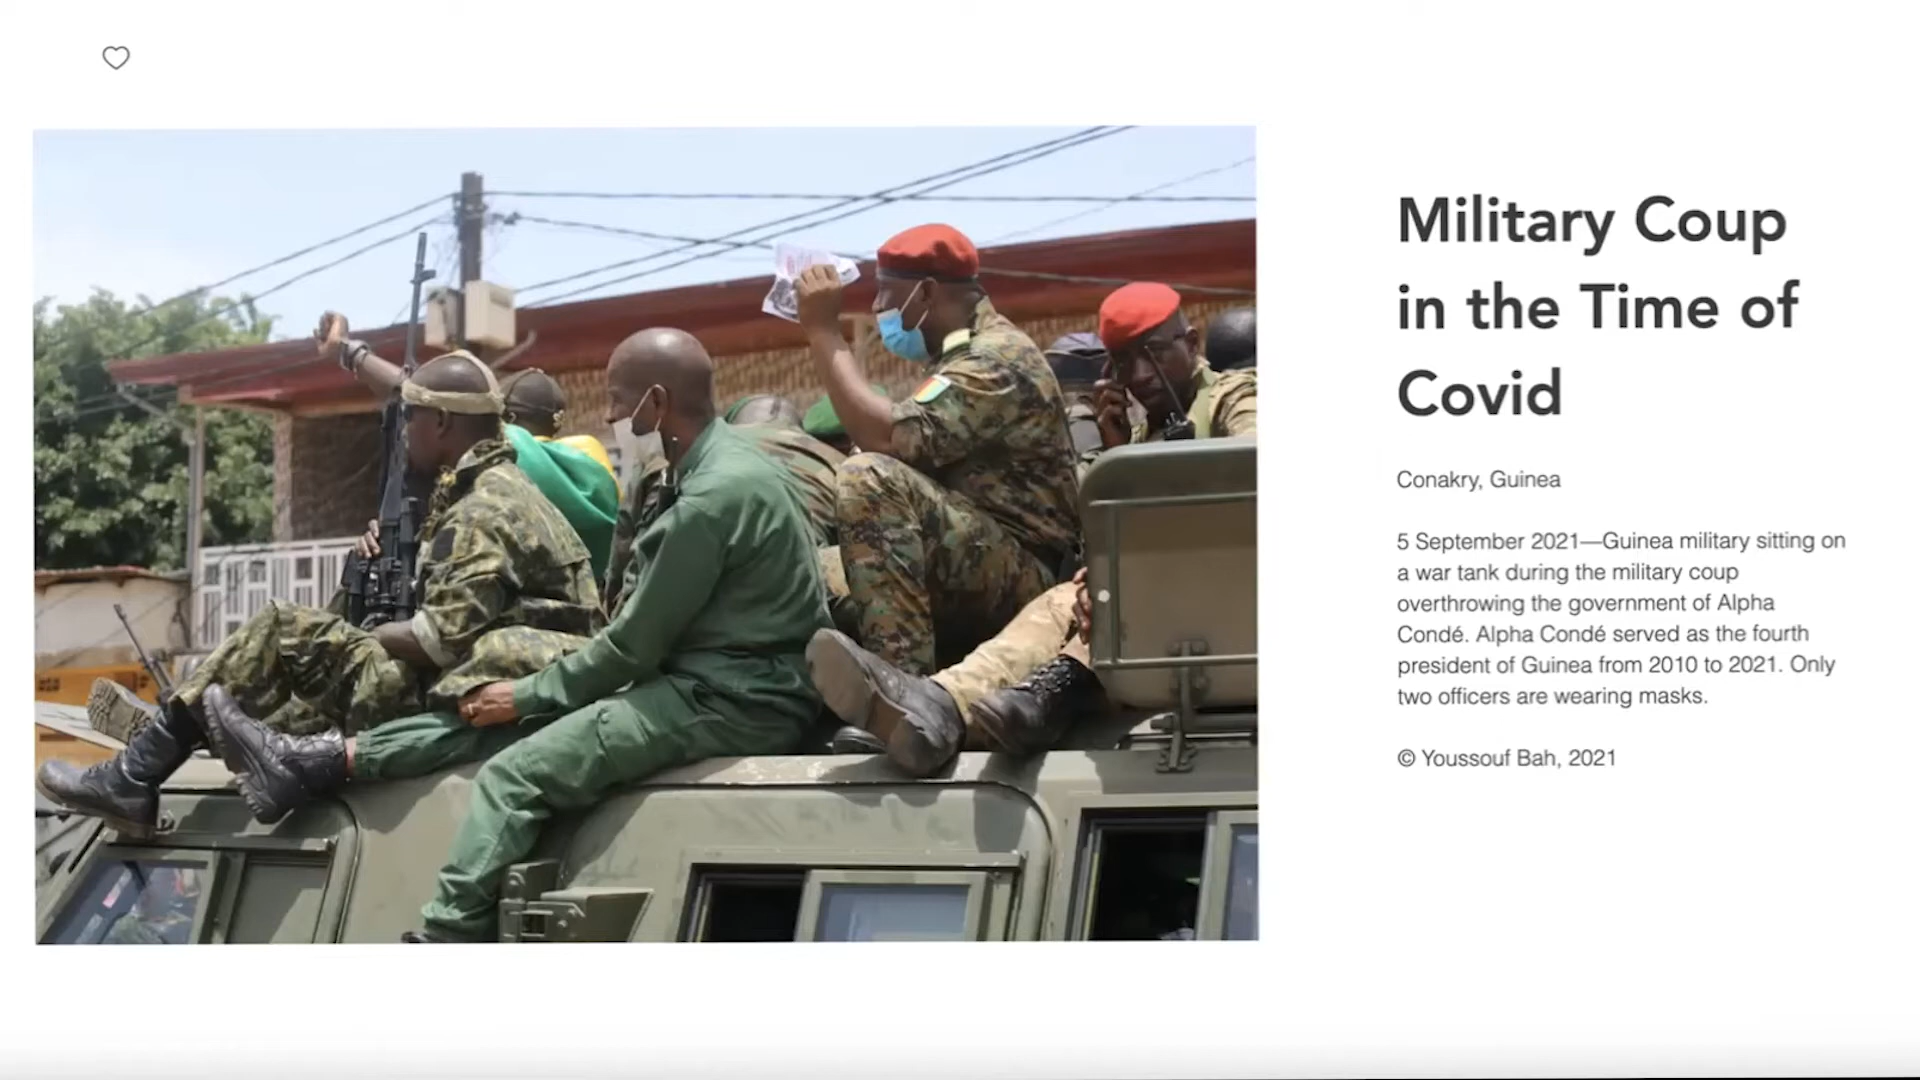 Military Coup
in the Time of
Covid
Conakry, Guinea
5 September 2021—Guinea military sitting on
a war tank during the military coup
overthrowing the government of Alpha
Condé. Alpha Condé served as the fourth
president of Guinea from 2010 to 2021. Only
two officers are wearing masks.
© Youssouf Bah, 2021